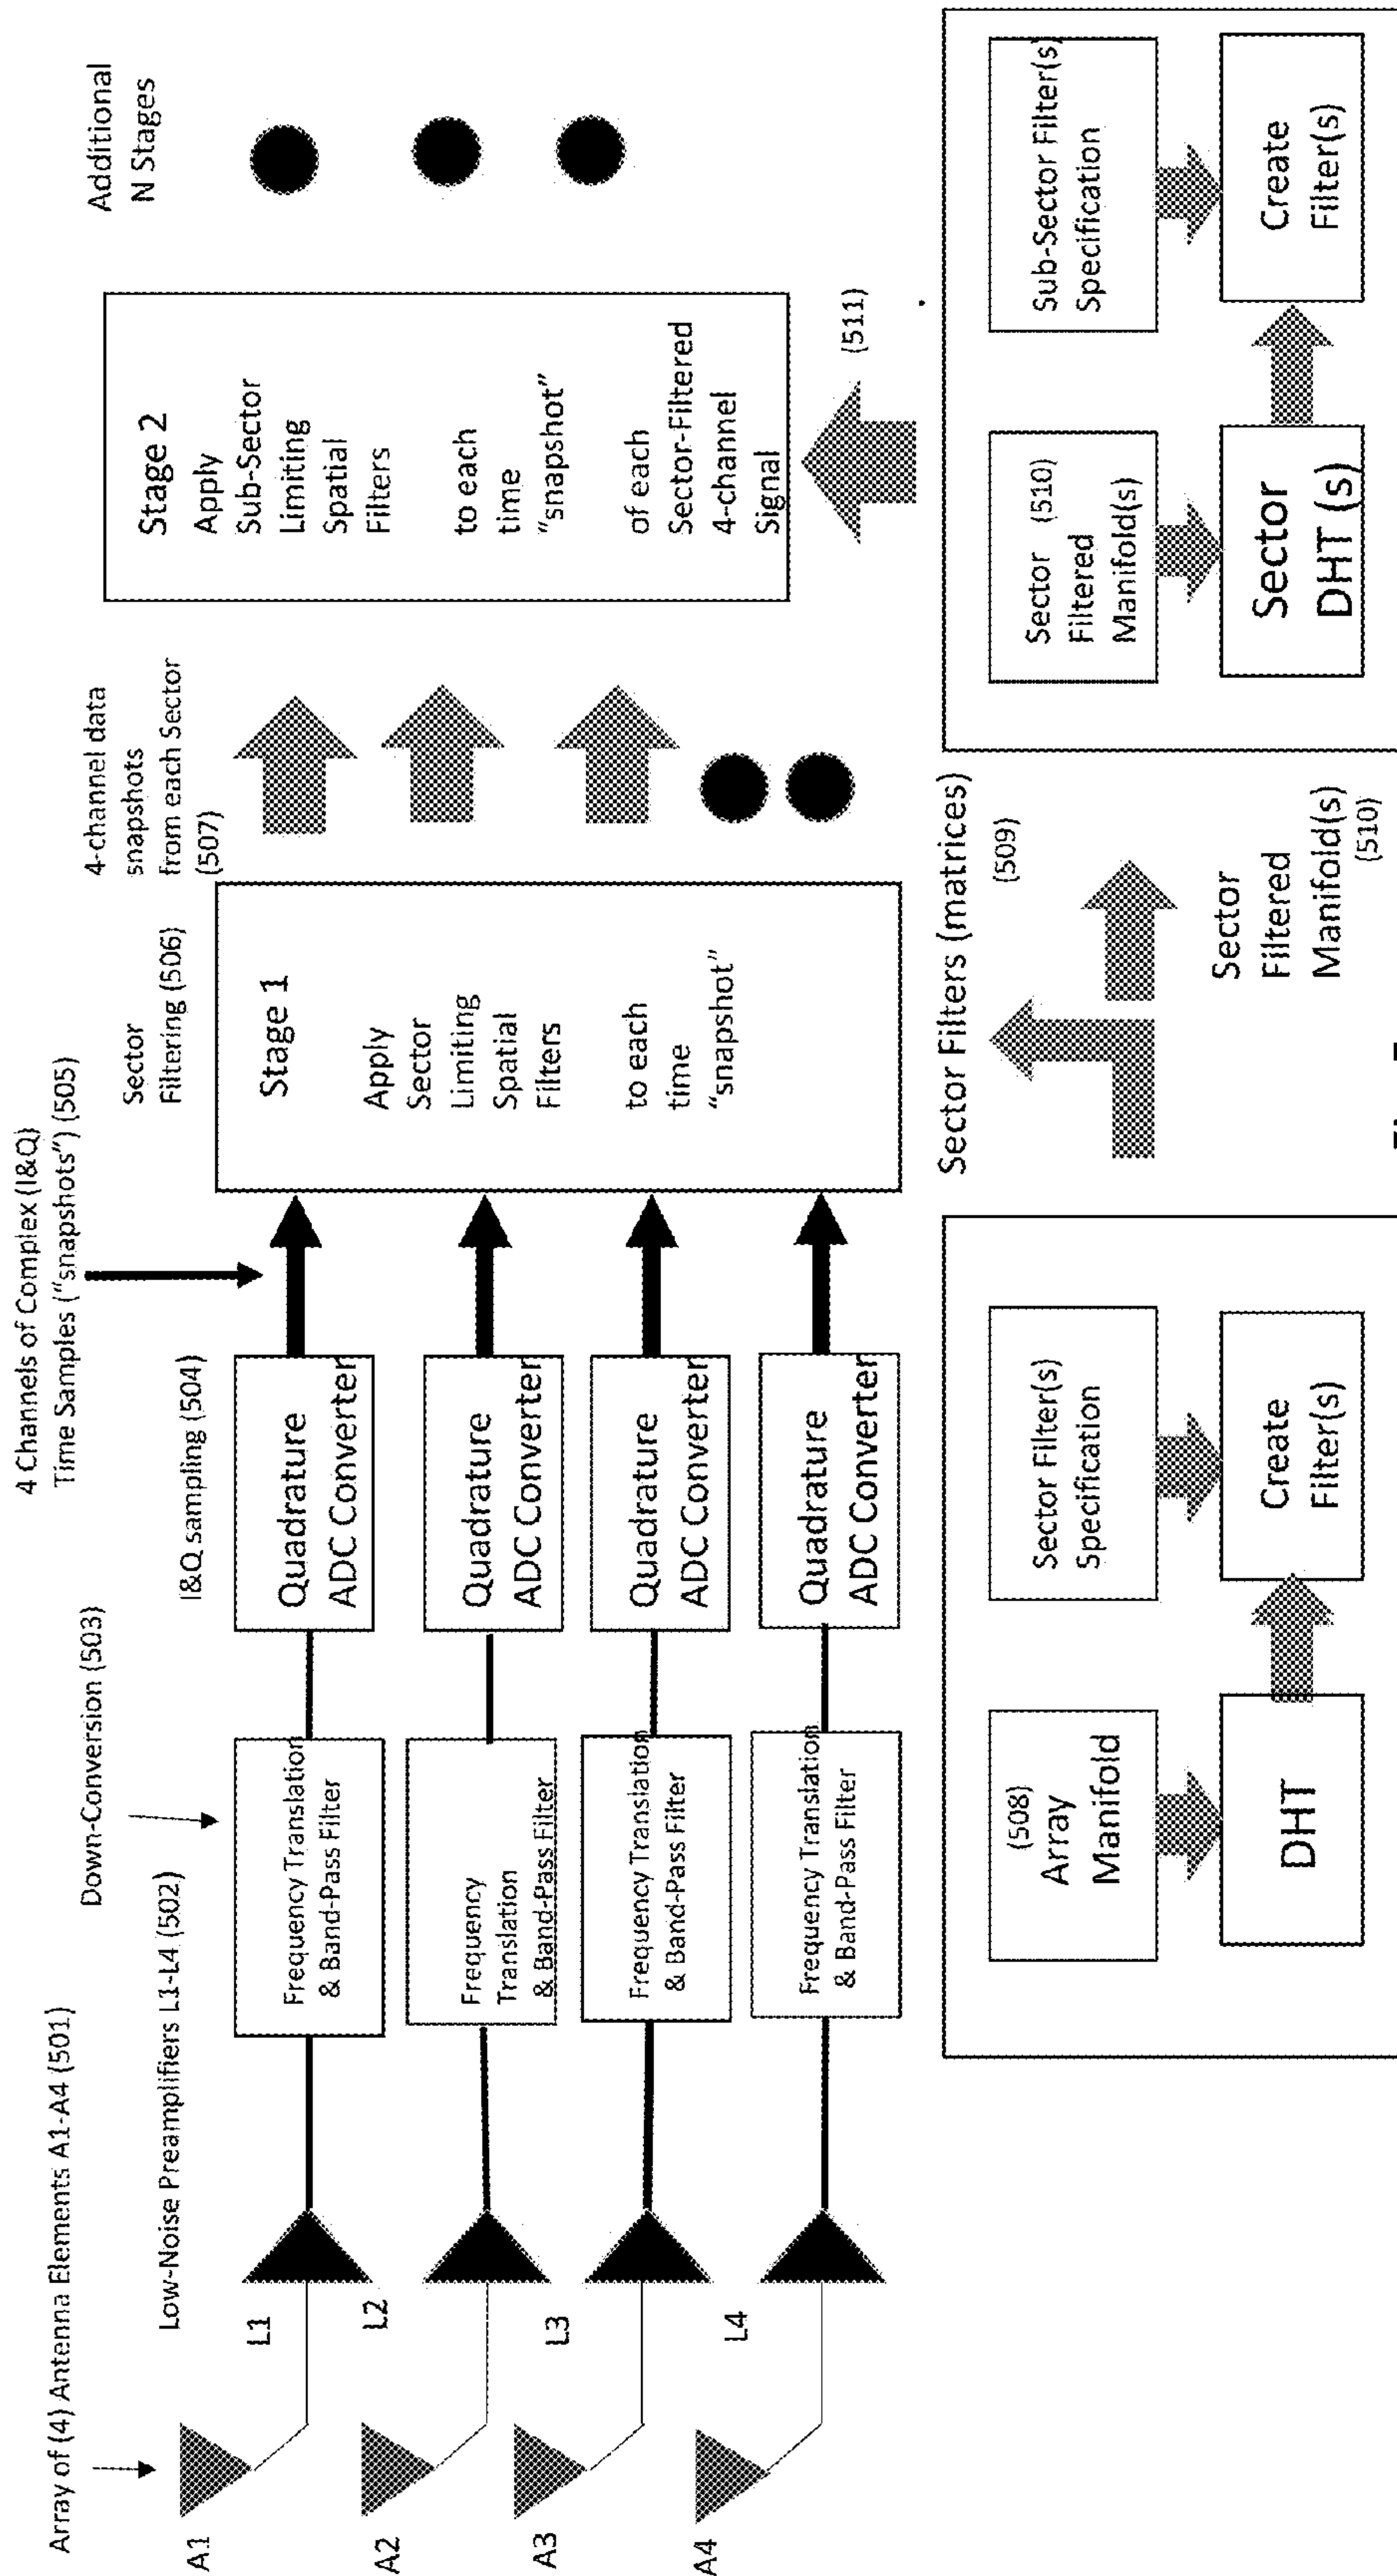 Array of (4) Antenna Elements A1-A4 (501)
Low-Noise Preamplifiers L1-L4 (502)
Down-Conversion (503)
I&Q sampling (504)
4 Channels of Complex (I&Q)
Time Samples ("snapshots") (505)
Sector
Filtering (506)
4-channel data
snapshots
from each Sector
(507)
Additional
N Stages
A1
A2
A3
A4
L1
L2
L3
L4
Frequency Translation
& Band-Pass Filter
Frequency
Translation
& Band-Pass Filter
Frequency Translation
& Band-Pass Filter
Frequency Translation
& Band-Pass Filter
Quadrature
ADC Converter
Quadrature
ADC Converter
Quadrature
ADC Converter
Quadrature
ADC Converter
Stage 1
Apply
Sector
Limiting
Spatial
Filters
to each
time
"snapshot"
Stage 2
Apply
Sub-Sector
Limiting
Spatial
Filters
to each
time
"snapshot"
of each
Sector-Filtered
4-channel
Signal
(511)
(508)
Array
Manifold
Sector Filter(s)
Specification
DHT
Create
Filter(s)
Sector Filters (matrices)
(509)
Sector
Filtered
Manifold(s)
(510)
Sector (510)
Filtered
Manifold(s)
Sub-Sector Filter(s)
Specification
Sector
DHT (s)
Create
Filter(s)